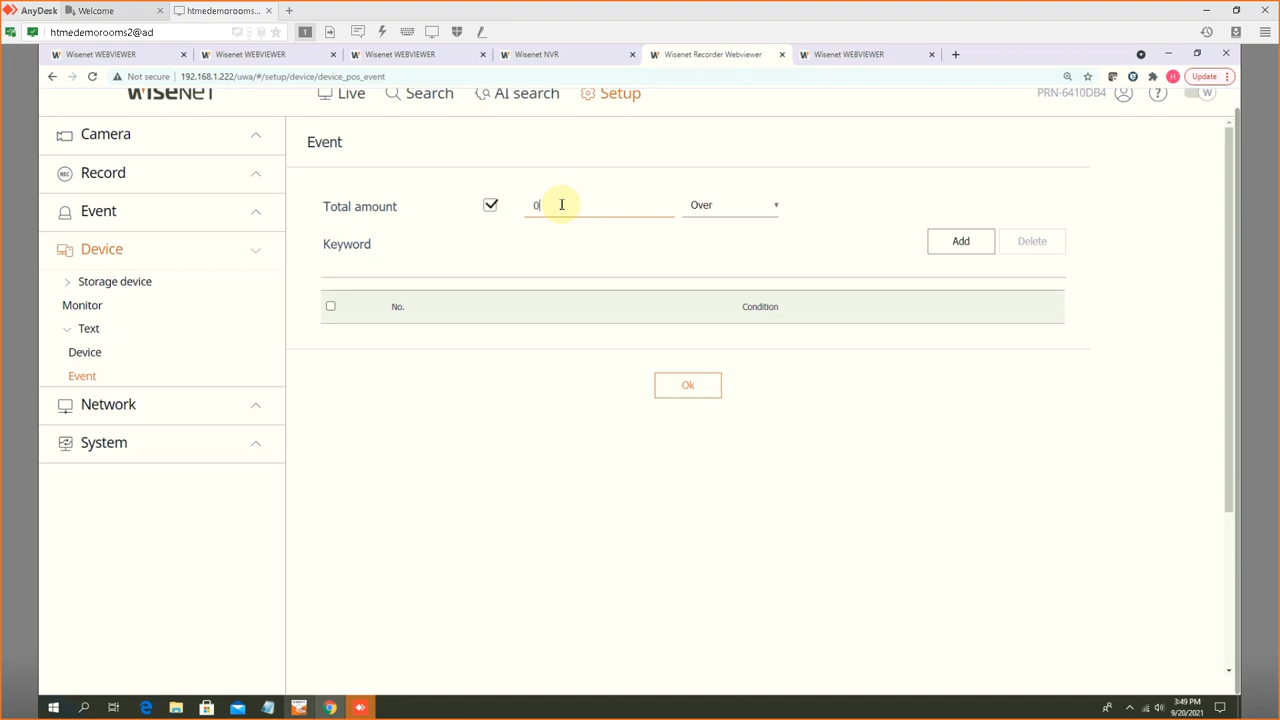 AnyDesk
Welcome
htmedemorooms...
htmedemorooms2@ad
1
Wisenet WEBVIEWER
Wisenet WEBVIEWER
Wisenet WEBVIEWER
Wisenet NVR
Wisenet Recorder Webviewer
Wisenet WEBVIEWER
Not secure
192.168.1.222/uwa/#/setup/device/device_pos_event
H
Update
WISENET
Live
Search
AI search
Setup
PRN-6410DB4
?
W
Camera
REC
Record
Event
Device
Storage device
Monitor
Text
Device
Event
Network
System
Event
Total amount
0
Over
Keyword
Add
Delete
No.
Condition
Ok
3:49 PM
9/20/2021